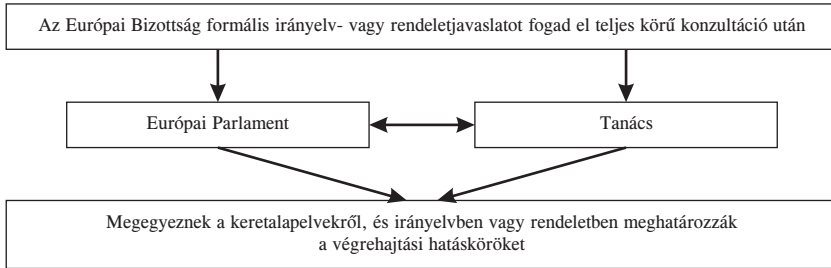 Az Európai Bizottság formális irányelv- vagy rendeletjavaslatot fogad el teljes körű konzultáció után
Európai Parlament
Tanács
Megegyeznek a keretalapelvekről, és irányelvben vagy rendeletben meghatározzák
a végrehajtási hatásköröket